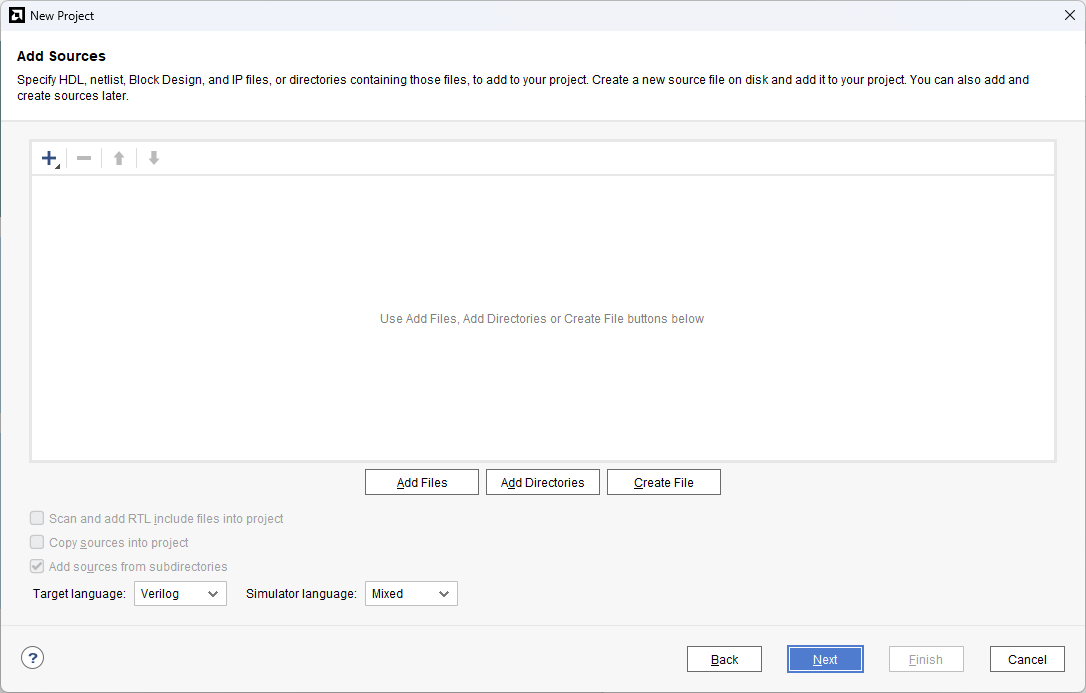 New Project
Add Sources
Specify HDL, netlist, Block Design, and IP files, or directories containing those files, to add to your project. Create a new source file on disk and add it to your project. You can also add and
create sources later.
Use Add Files, Add Directories or Create File buttons below
Add Files Add Directories Create File
Scan and add RTL include files into project
Copy sources into project
Add sources from subdirectories
Target language: Verilog Simulator language: Mixed
? Back Next Finish Cancel